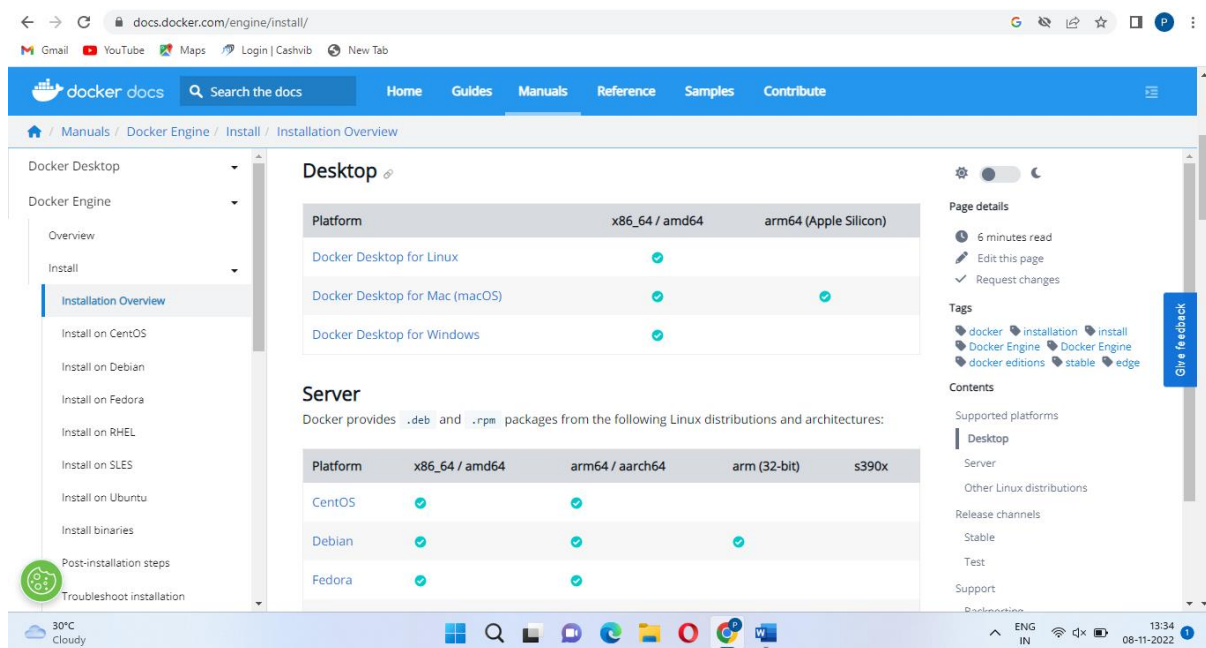 docs.docker.com/engine/install/
G
P
Gmail YouTube Maps Login | Cashvib New Tab
docker docs Search the docs Home Guides Manuals Reference Samples Contribute
/ Manuals / Docker Engine / Install / Installation Overview
Docker Desktop
Docker Engine
Overview
Install
Installation Overview
Install on CentOS
Install on Debian
Install on Fedora
Install on RHEL
Install on SLES
Install on Ubuntu
Install binaries
Post-installation steps
Troubleshoot installation
Desktop
Platform x86_64 / amd64 arm64 (Apple Silicon)
Docker Desktop for Linux
Docker Desktop for Mac (macOS)
Docker Desktop for Windows
Server
Docker provides .deb and .rpm packages from the following Linux distributions and architectures:
Platform x86_64 / amd64 arm64 / aarch64 arm (32-bit) s390x
CentOS
Debian
Fedora
Page details
6 minutes read
Edit this page
Request changes
Tags
docker installation install
Docker Engine Docker Engine
docker editions stable edge
Contents
Supported platforms
Desktop
Server
Other Linux distributions
Release channels
Stable
Test
Support
Backporting
Give feedback
30°C
Cloudy
ENG
IN
13:34
08-11-2022
1